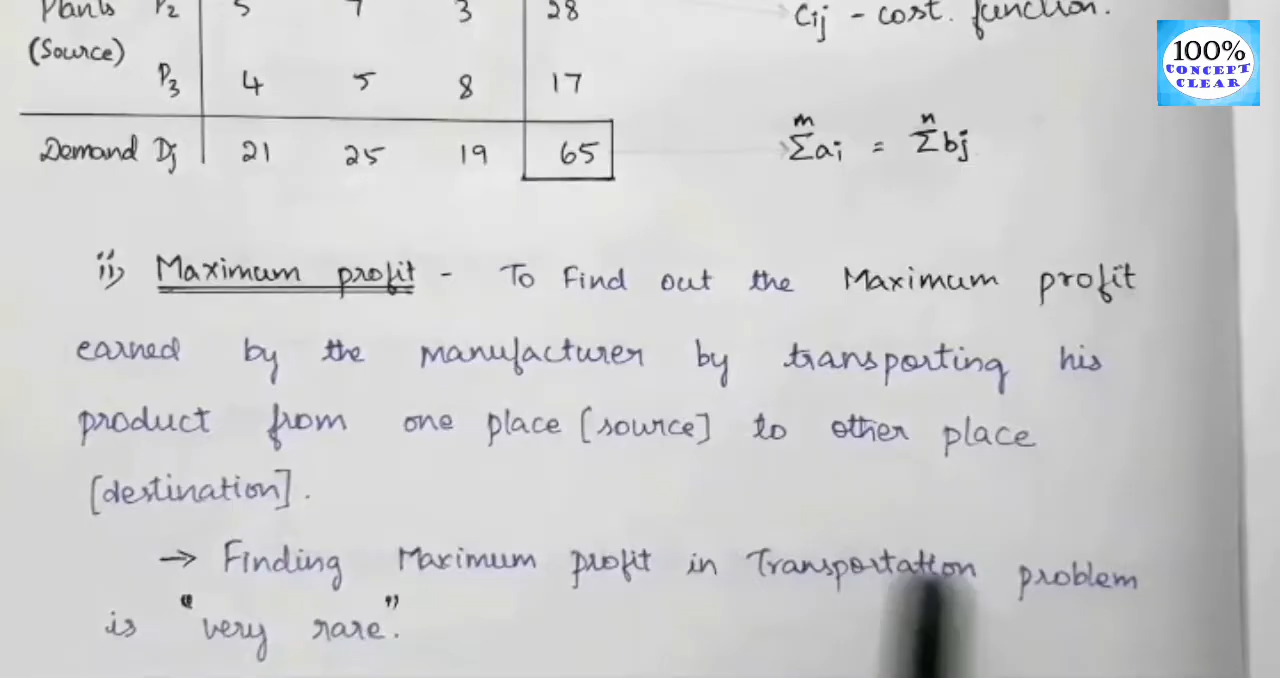 Plants P2 5 7 3 28 Cij - cost. function.
(Source)
P3 4 5 8 17
Demand Dj 21 25 19 65
m n
Σai = Σbj
ii) Maximum profit - To Find out the Maximum profit
earned by the manufacturer by transporting his
product from one place [source] to other place
[destination].
→ Finding Maximum profit in Transportation problem
is "very rare".
100%
CONCEPT
CLEAR